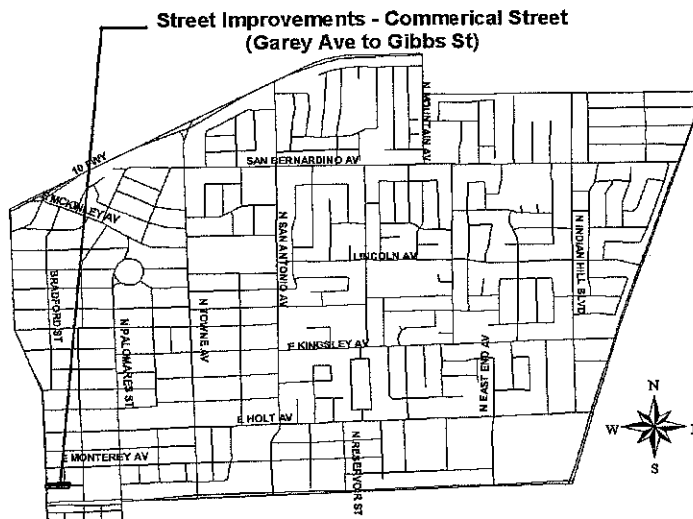 Street Improvements - Commerical Street
(Garey Ave to Gibbs St)
N MOUNTAIN AV
10 FWY
SAN BERNARDINO AV
E MCKINLEY AV
N SAN ANTONIO AV
N INDIAN HILL BLVD
LINCOLN AV
BRADFORD ST
N PALOMARES ST
N TOWNE AV
E KINGSLEY AV
N EAST END AV
E HOLT AV
N RESERVOIR ST
E MONTEREY AV
N
W
E
S